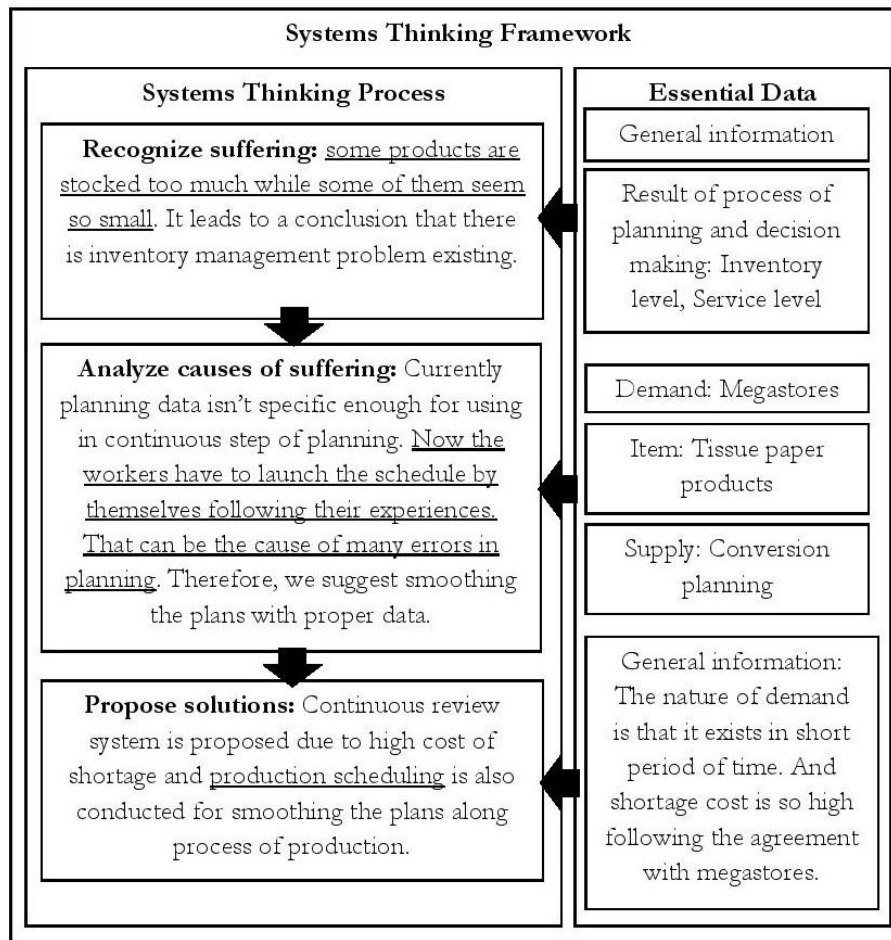 Systems Thinking Framework
Systems Thinking Process
Recognize suffering: some products are
stocked too much while some of them seem
so small. It leads to a conclusion that there
is inventory management problem existing.
Analyze causes of suffering: Currently
planning data isn't specific enough for using
in continuous step of planning. Now the
workers have to launch the schedule by
themselves following their experiences.
That can be the cause of many errors in
planning. Therefore, we suggest smoothing
the plans with proper data.
Propose solutions: Continuous review
system is proposed due to high cost of
shortage and production scheduling is also
conducted for smoothing the plans along
process of production.
Essential Data
General information
Result of process of
planning and decision
making: Inventory
level, Service level
Demand: Megastores
Item: Tissue paper
products
Supply: Conversion
planning
General information:
The nature of demand
is that it exists in short
period of time. And
shortage cost is so high
following the agreement
with megastores.